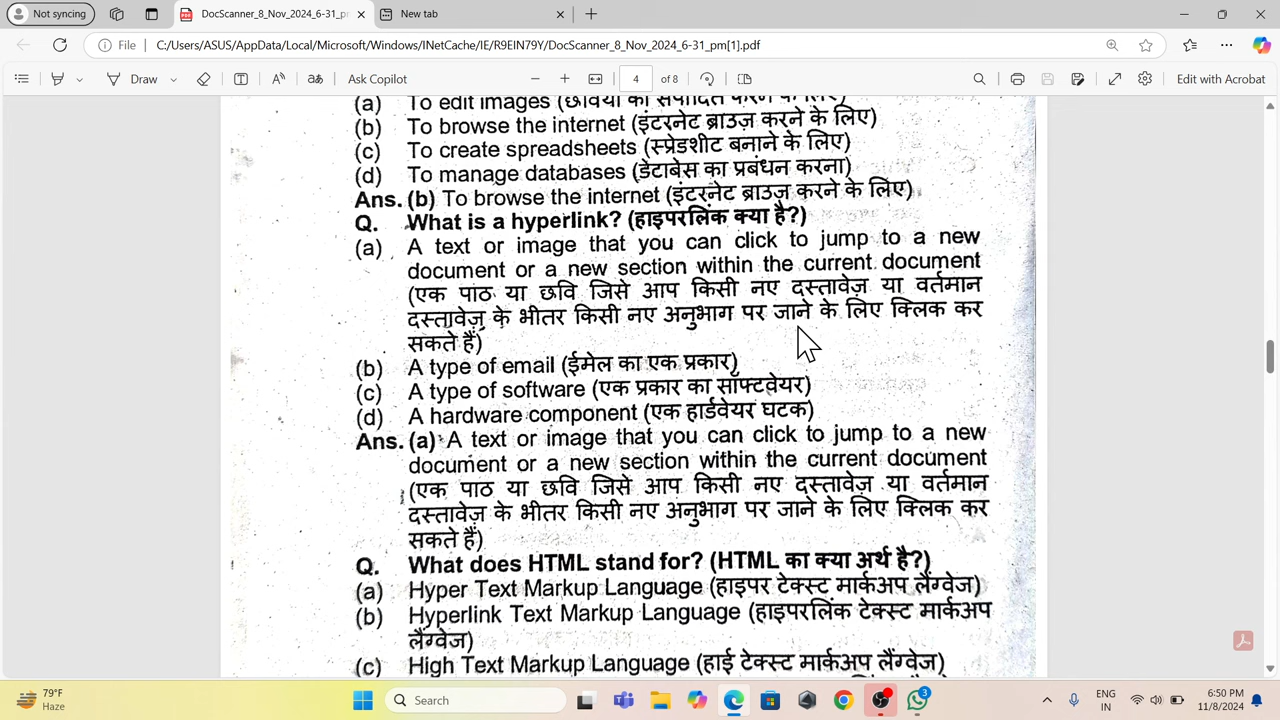 Not syncing
DocScanner_8_Nov_2024_6-31_p
New tab
File
C:/Users/ASUS/AppData/Local/Microsoft/Windows/INetCache/IE/R9EIN79Y/DocScanner_8_Nov_2024_6-31_pm[1].pdf
Draw
Ask Copilot
4 of 8
Edit with Acrobat
(a) To edit images (छवियों को संपादित करने के लिए)
(b) To browse the internet (इंटरनेट ब्राउज़ करने के लिए)
(c) To create spreadsheets (स्प्रेडशीट बनाने के लिए)
(d) To manage databases (डेटाबेस का प्रबंधन करना)
Ans. (b) To browse the internet (इंटरनेट ब्राउज़ करने के लिए)
Q. What is a hyperlink? (हाइपरलिंक क्या है?)
(a) A text or image that you can click to jump to a new
document or a new section within the current document
(एक पाठ या छवि जिसे आप किसी नए दस्तावेज़ या वर्तमान
दस्तावेज़ के भीतर किसी नए अनुभाग पर जाने के लिए क्लिक कर
सकते हैं)
(b) A type of email (ईमेल का एक प्रकार)
(c) A type of software (एक प्रकार का सॉफ्टवेयर)
(d) A hardware component (एक हार्डवेयर घटक)
Ans. (a) A text or image that you can click to jump to a new
document or a new section within the current document
(एक पाठ या छवि जिसे आप किसी नए दस्तावेज़ या वर्तमान
दस्तावेज़ के भीतर किसी नए अनुभाग पर जाने के लिए क्लिक कर
सकते हैं)
Q. What does HTML stand for? (HTML का क्या अर्थ है?)
(a) Hyper Text Markup Language (हाइपर टेक्स्ट मार्कअप लैंग्वेज)
(b) Hyperlink Text Markup Language (हाइपरलिंक टेक्स्ट मार्कअप
लैंग्वेज)
(c) High Text Markup Language (हाई टेक्स्ट मार्कअप लैंग्वेज)
79°F
Haze
Search
3
ENG
IN
6:50 PM
11/8/2024